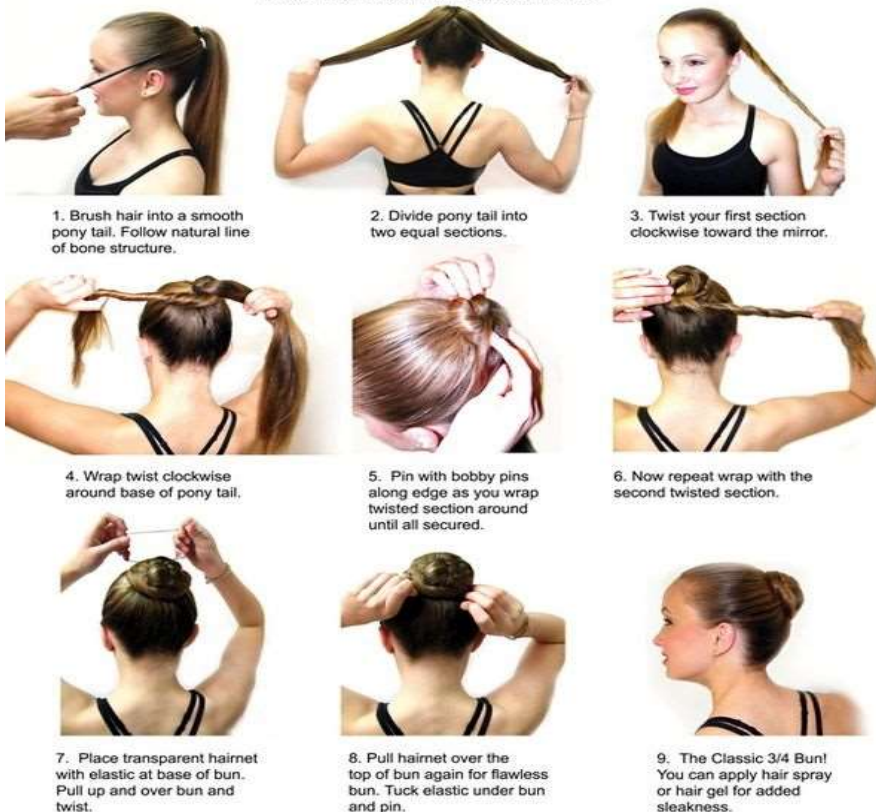 1. Brush hair into a smooth
pony tail. Follow natural line
of bone structure.
2. Divide pony tail into
two equal sections.
3. Twist your first section
clockwise toward the mirror.
4. Wrap twist clockwise
around base of pony tail.
5. Pin with bobby pins
along edge as you wrap
twisted section around
until all secured.
6. Now repeat wrap with the
second twisted section.
7. Place transparent hairnet
with elastic at base of bun.
Pull up and over bun and
twist.
8. Pull hairnet over the
top of bun again for flawless
bun. Tuck elastic under bun
and pin.
9. The Classic 3/4 Bun!
You can apply hair spray
or hair gel for added
sleakness.